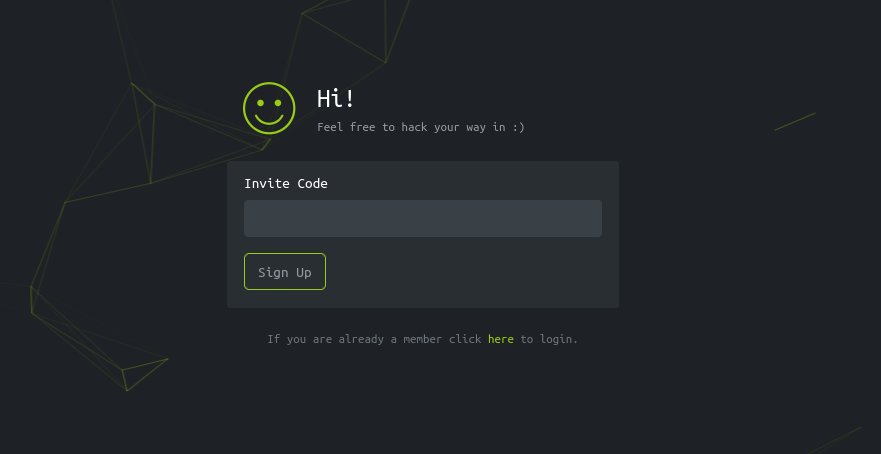 Hi!
Feel free to hack your way in :)
Invite Code
Sign Up
If you are already a member click here to login.